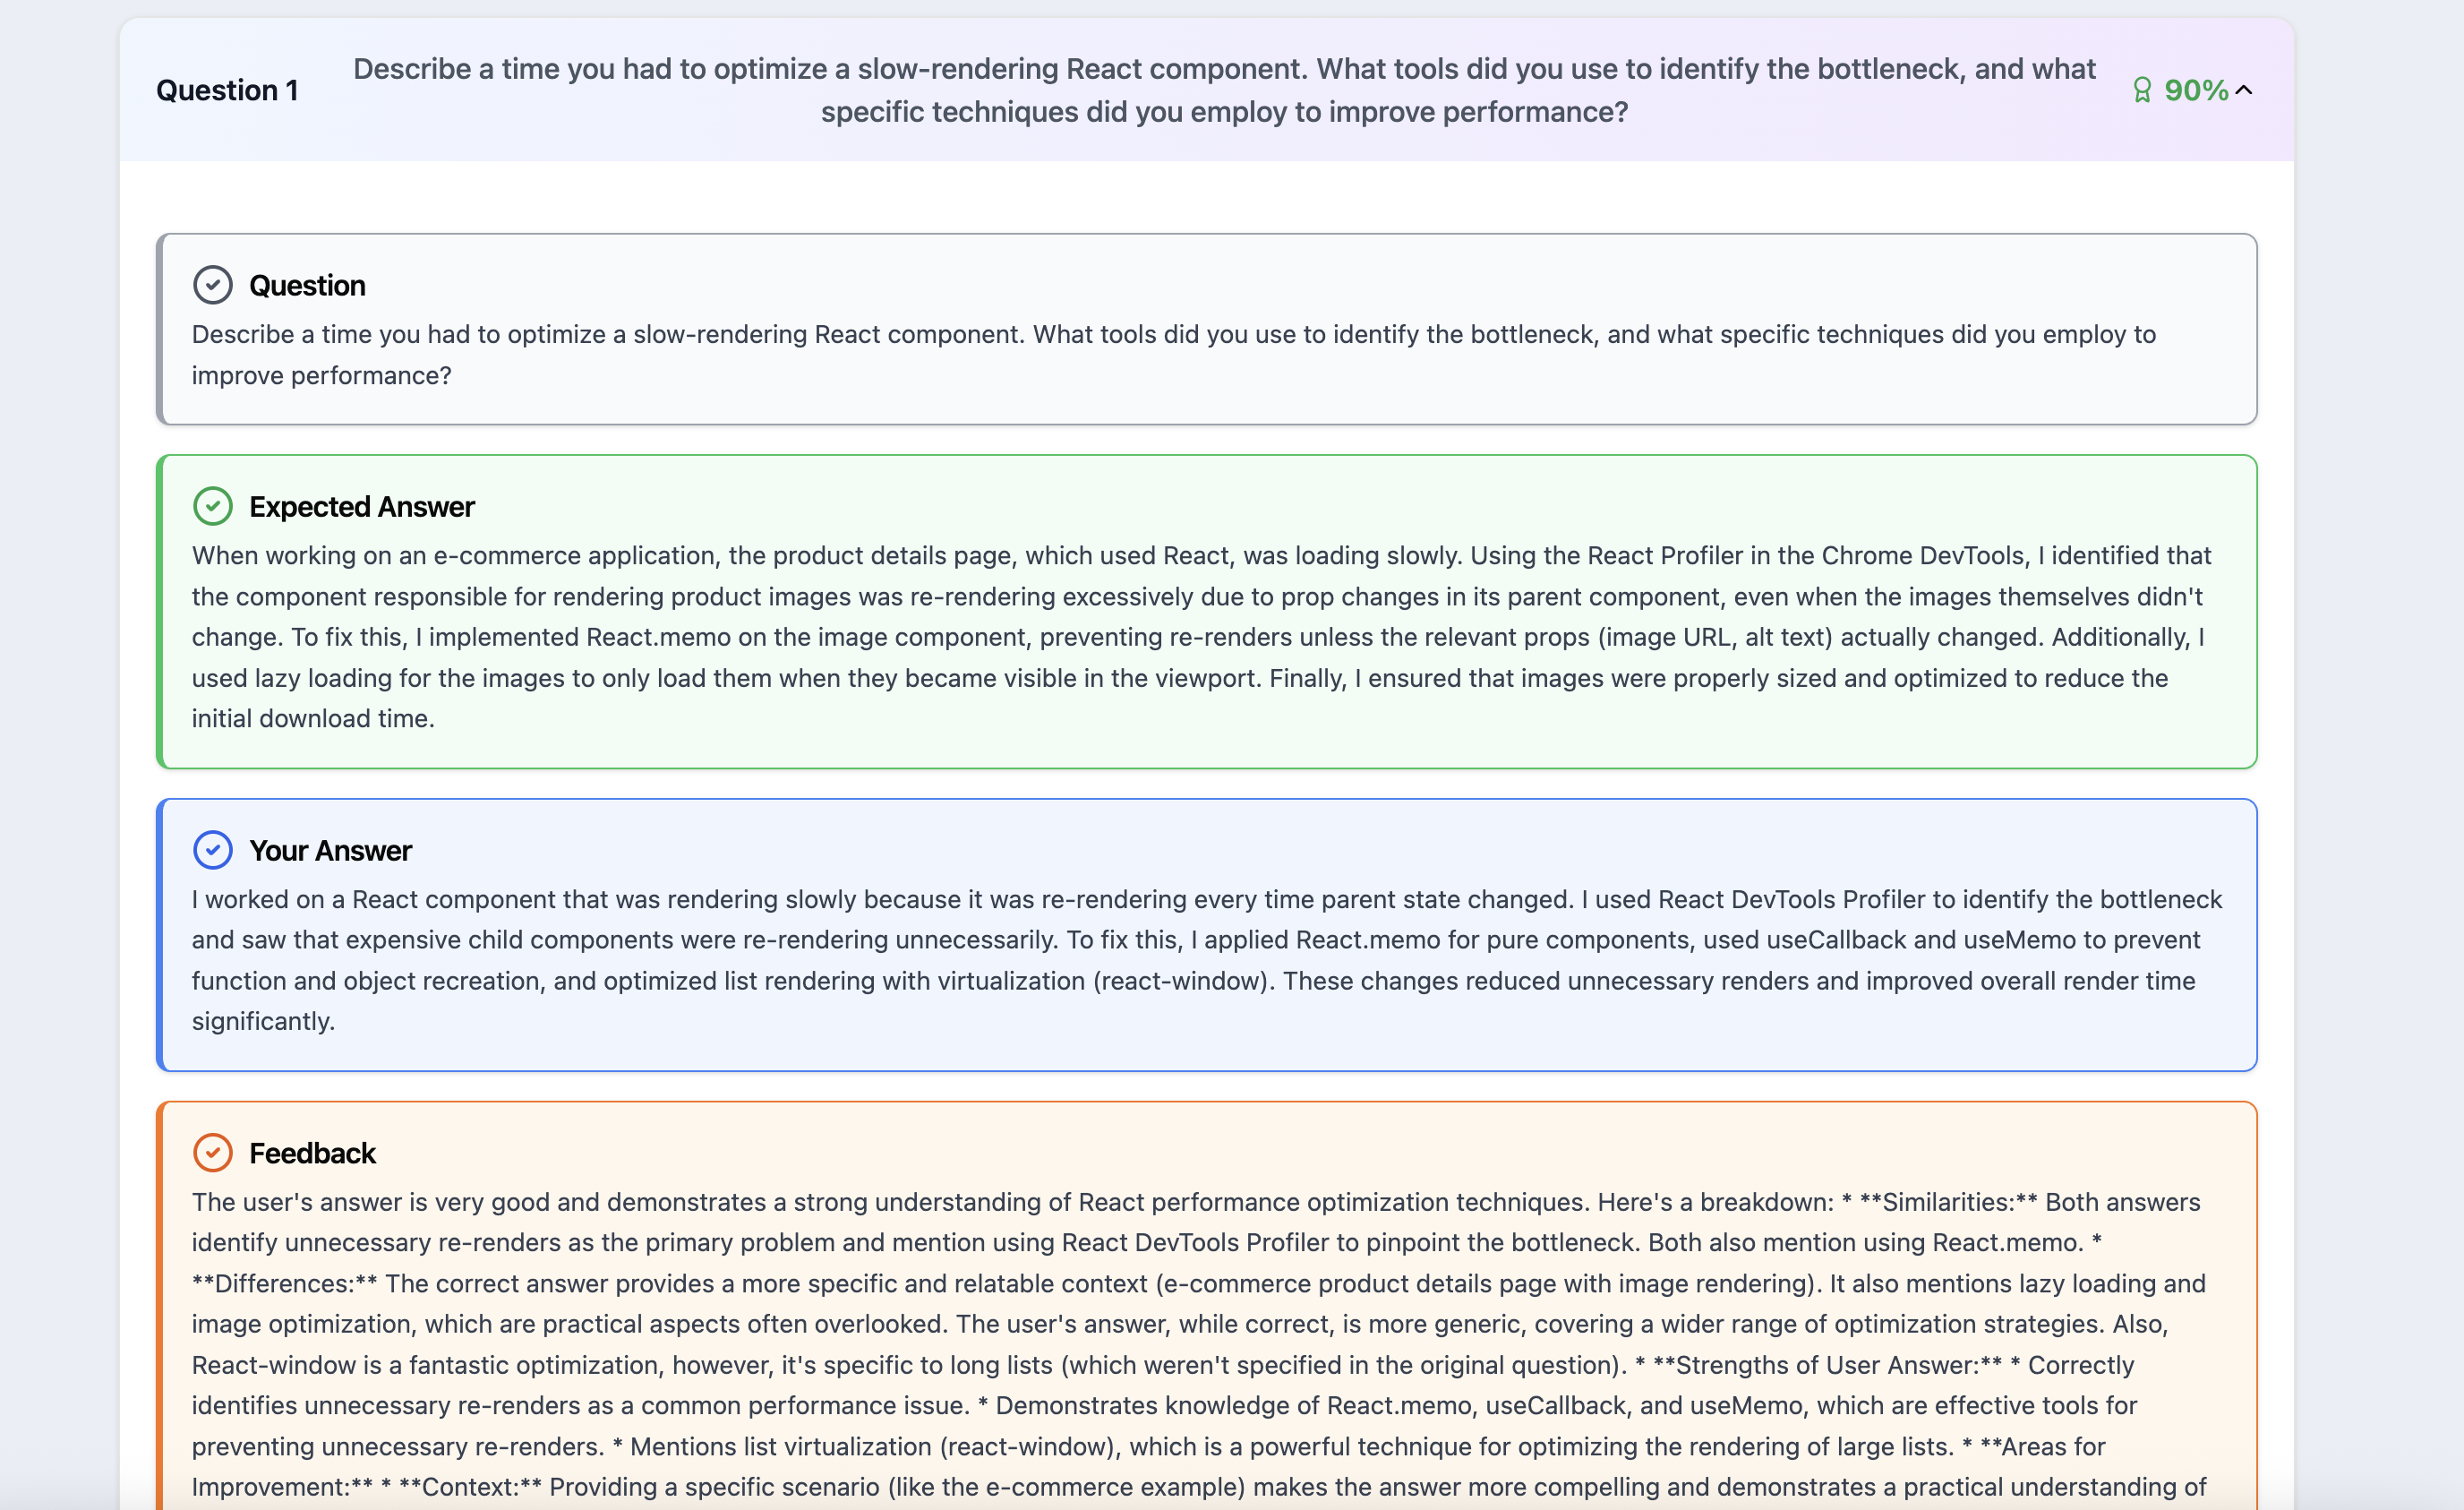 Question 1
Describe a time you had to optimize a slow-rendering React component. What tools did you use to identify the bottleneck, and what
specific techniques did you employ to improve performance?
90%
Question
Describe a time you had to optimize a slow-rendering React component. What tools did you use to identify the bottleneck, and what specific techniques did you employ to
improve performance?
Expected Answer
When working on an e-commerce application, the product details page, which used React, was loading slowly. Using the React Profiler in the Chrome DevTools, I identified that
the component responsible for rendering product images was re-rendering excessively due to prop changes in its parent component, even when the images themselves didn't
change. To fix this, I implemented React.memo on the image component, preventing re-renders unless the relevant props (image URL, alt text) actually changed. Additionally, I
used lazy loading for the images to only load them when they became visible in the viewport. Finally, I ensured that images were properly sized and optimized to reduce the
initial download time.
Your Answer
I worked on a React component that was rendering slowly because it was re-rendering every time parent state changed. I used React DevTools Profiler to identify the bottleneck
and saw that expensive child components were re-rendering unnecessarily. To fix this, I applied React.memo for pure components, used useCallback and useMemo to prevent
function and object recreation, and optimized list rendering with virtualization (react-window). These changes reduced unnecessary renders and improved overall render time
significantly.
Feedback
The user's answer is very good and demonstrates a strong understanding of React performance optimization techniques. Here's a breakdown: * **Similarities:** Both answers
identify unnecessary re-renders as the primary problem and mention using React DevTools Profiler to pinpoint the bottleneck. Both also mention using React.memo. *
**Differences:** The correct answer provides a more specific and relatable context (e-commerce product details page with image rendering). It also mentions lazy loading and
image optimization, which are practical aspects often overlooked. The user's answer, while correct, is more generic, covering a wider range of optimization strategies. Also,
React-window is a fantastic optimization, however, it's specific to long lists (which weren't specified in the original question). * **Strengths of User Answer:** * Correctly
identifies unnecessary re-renders as a common performance issue. * Demonstrates knowledge of React.memo, useCallback, and useMemo, which are effective tools for
preventing unnecessary re-renders. * Mentions list virtualization (react-window), which is a powerful technique for optimizing the rendering of large lists. * **Areas for
Improvement:** * **Context:** Providing a specific scenario (like the e-commerce example) makes the answer more compelling and demonstrates a practical understanding of